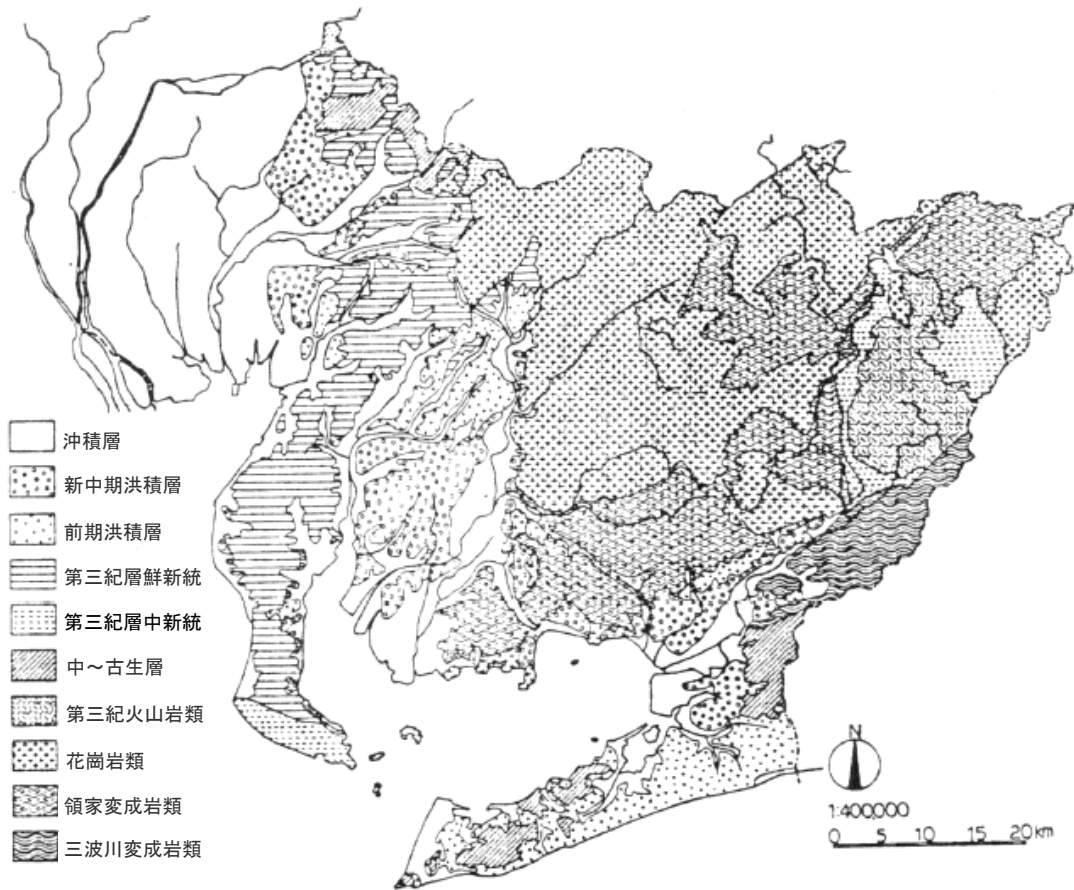 沖積層
新中期洪積層
前期洪積層
第三紀層鮮新統
第三紀層中新統
中～古生層
第三紀火山岩類
花崗岩類
領家変成岩類
三波川変成岩類
N
1:400,000
0 5 10 15 20 km